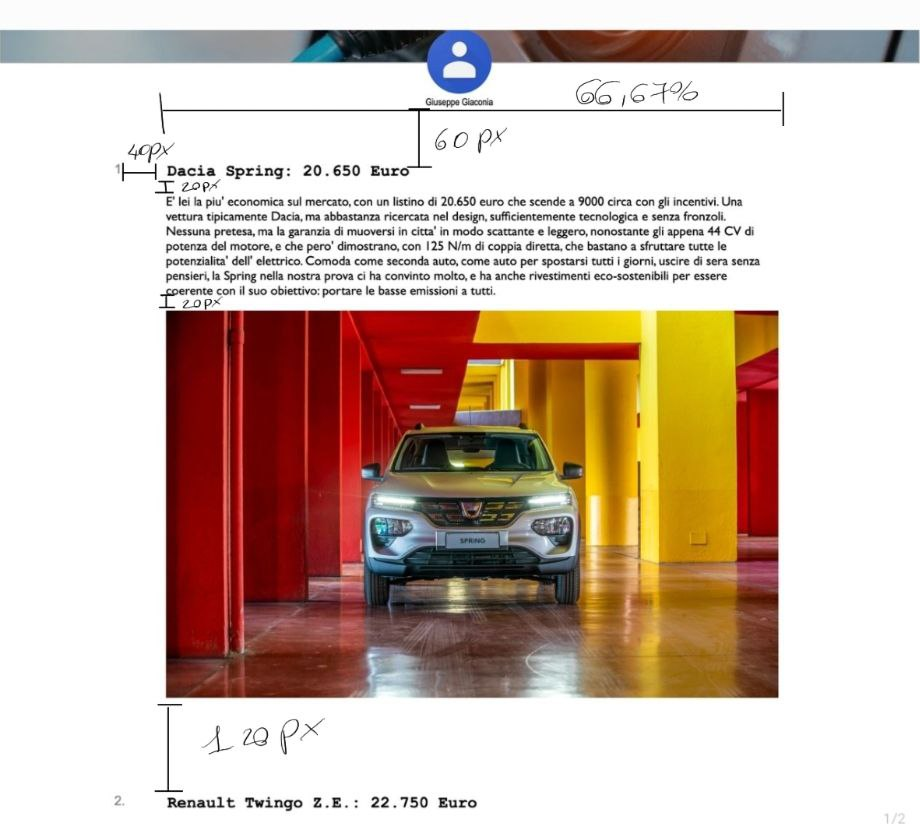 66,67%
Giuseppe Giaconia
60 px
40px
1 Dacia Spring: 20.650 Euro
20px
E' lei la piu' economica sul mercato, con un listino di 20.650 euro che scende a 9000 circa con gli incentivi. Una
vettura tipicamente Dacia, ma abbastanza ricercata nel design, sufficientemente tecnologica e senza fronzoli.
Nessuna pretesa, ma la garanzia di muoversi in citta' in modo scattante e leggero, nonostante gli appena 44 CV di
potenza del motore, e che pero' dimostrano, con 125 N/m di coppia diretta, che bastano a sfruttare tutte le
potenzialita' dell' elettrico. Comoda come seconda auto, come auto per spostarsi tutti i giorni, uscire di sera senza
pensieri, la Spring nella nostra prova ci ha convinto molto, e ha anche rivestimenti eco-sostenibili per essere
coerente con il suo obiettivo: portare le basse emissioni a tutti.
20px
SPRING
120 px
2. Renault Twingo Z.E.: 22.750 Euro
1/2